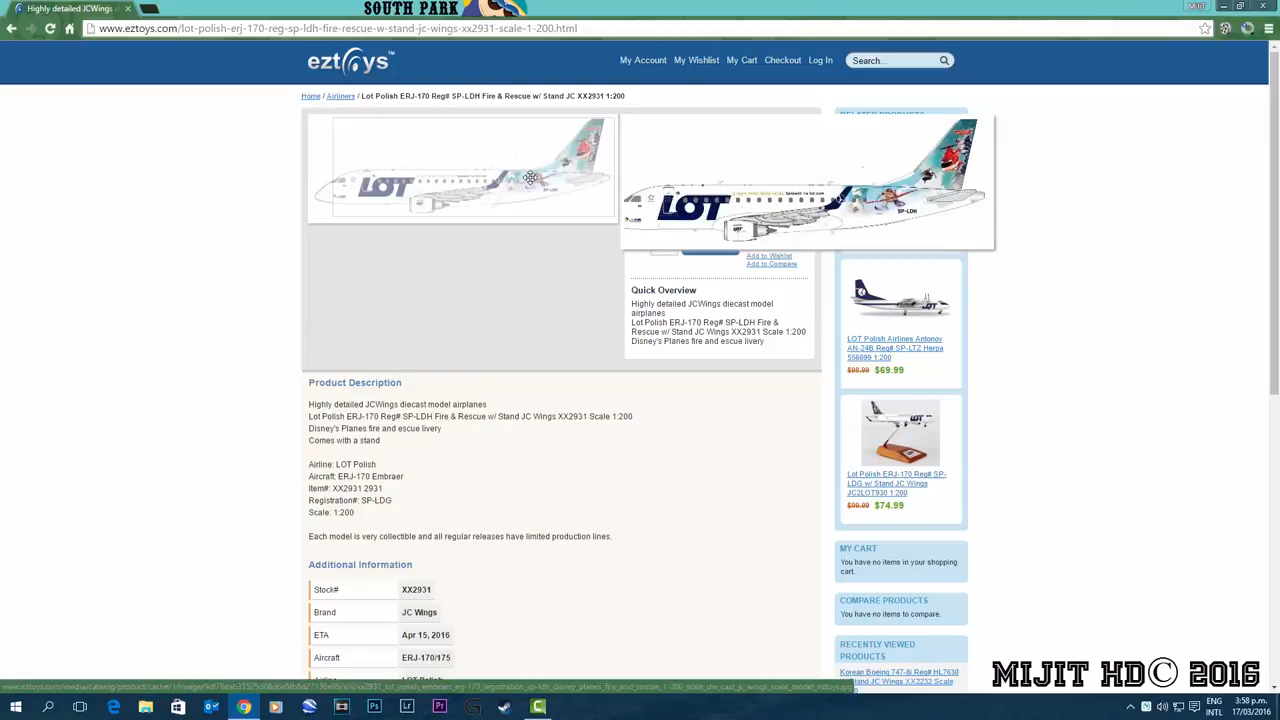 SOUTH PARK
Highly detailed JCWings
MIJIT
www.eztoys.com/lot-polish-erj-170-reg-sp-ldh-fire-rescue-w-stand-jc-wings-xx2931-scale-1-200.html
eztoys™
My Account My Wishlist My Cart Checkout Log In
Search...
Home / Airliners / Lot Polish ERJ-170 Reg# SP-LDH Fire & Rescue w/ Stand JC XX2931 1:200
RELATED PRODUCTS
LOT
LOT
SP-LDH
Add to Wishlist
Add to Compare
Quick Overview
Highly detailed JCWings diecast model
airplanes
Lot Polish ERJ-170 Reg# SP-LDH Fire &
Rescue w/ Stand JC Wings XX2931 Scale 1:200
Disney's Planes fire and escue livery
LOT Polish Airlines Antonov
AN-24B Reg# SP-LTZ Herpa
556699 1:200
$98.99 $69.99
Lot Polish ERJ-170 Reg# SP-
LDG w/ Stand JC Wings
JC2LOT930 1:200
$99.99 $74.99
Product Description
Highly detailed JCWings diecast model airplanes
Lot Polish ERJ-170 Reg# SP-LDH Fire & Rescue w/ Stand JC Wings XX2931 Scale 1:200
Disney's Planes fire and escue livery
Comes with a stand
Airline: LOT Polish
Aircraft: ERJ-170 Embraer
Item#: XX2931 2931
Registration#: SP-LDG
Scale: 1:200
Each model is very collectible and all regular releases have limited production lines.
Additional Information
Stock# XX2931
Brand JC Wings
ETA Apr 15, 2016
Aircraft ERJ-170/175
MY CART
You have no items in your shopping
cart.
COMPARE PRODUCTS
You have no items to compare.
RECENTLY VIEWED
PRODUCTS
Korean Boeing 747-8i Reg# HL7630
w/ Stand JC Wings XX2232 Scale
MIJIT HD© 2016
ENG
INTL
3:58 p.m.
17/03/2016